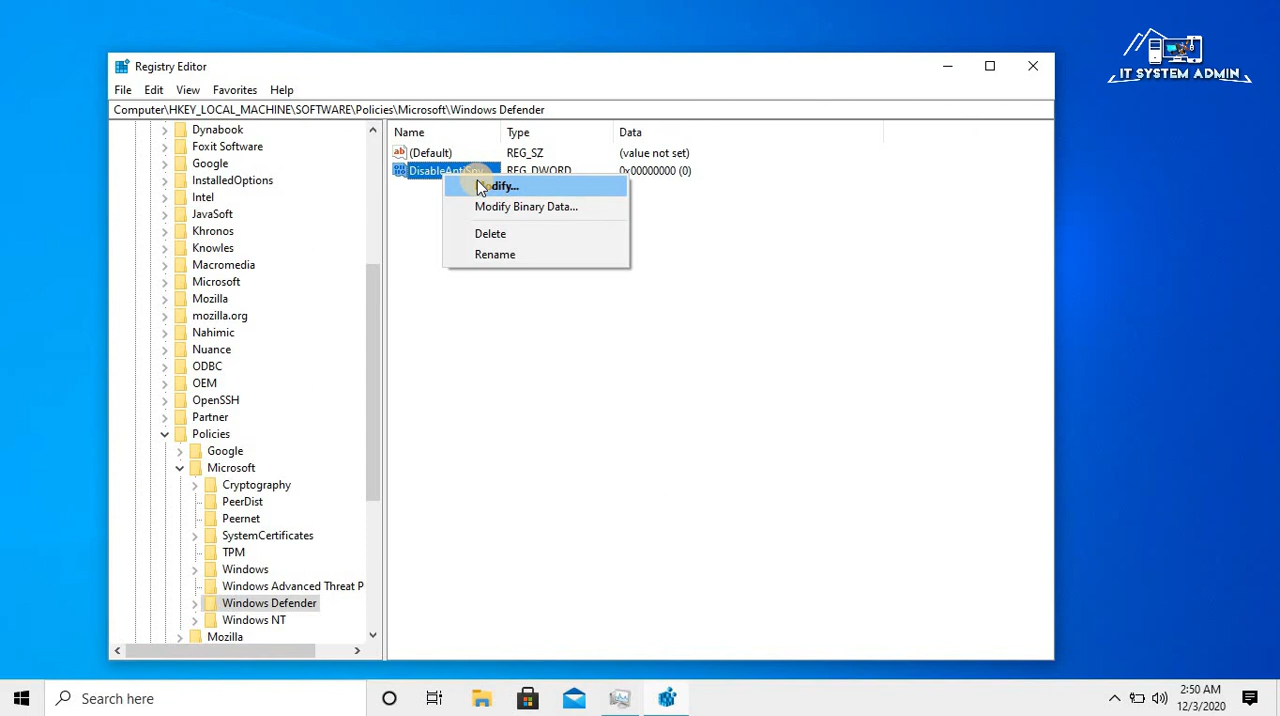 IT SYSTEM ADMIN
Registry Editor
File Edit View Favorites Help
Computer\HKEY_LOCAL_MACHINE\SOFTWARE\Policies\Microsoft\Windows Defender
Dynabook
Foxit Software
Google
InstalledOptions
Intel
JavaSoft
Khronos
Knowles
Macromedia
Microsoft
Mozilla
mozilla.org
Nahimic
Nuance
ODBC
OEM
OpenSSH
Partner
Policies
Google
Microsoft
Cryptography
PeerDist
Peernet
SystemCertificates
TPM
Windows
Windows Advanced Threat P
Windows Defender
Windows NT
Mozilla
Name Type Data
ab (Default) REG_SZ (value not set)
DisableAntiSpy REG_DWORD 0x00000000 (0)
odify...
Modify Binary Data...
Delete
Rename
Search here
2:50 AM
12/3/2020